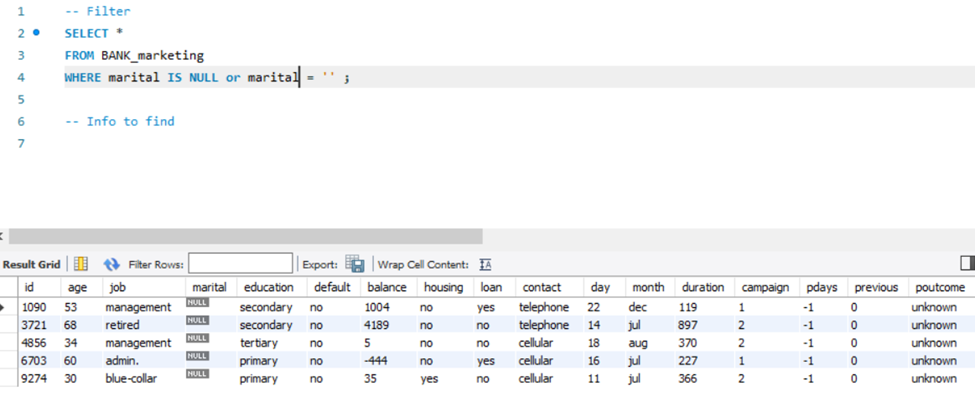 1 -- Filter
2 SELECT *
3 FROM BANK_marketing
4 WHERE marital IS NULL or marital = '' ;
5
6 -- Info to find
7
Result Grid Filter Rows: Export: Wrap Cell Content: IA
id age job marital education default balance housing loan contact day month duration campaign pdays previous poutcome
1090 53 management NULL secondary no 1004 no yes telephone 22 dec 119 1 -1 0 unknown
3721 68 retired NULL secondary no 4189 no no telephone 14 jul 897 2 -1 0 unknown
4856 34 management NULL tertiary no 5 no no cellular 18 aug 370 2 -1 0 unknown
6703 60 admin. NULL primary no -444 no yes cellular 16 jul 227 1 -1 0 unknown
9274 30 blue-collar NULL primary no 35 yes no cellular 11 jul 366 2 -1 0 unknown